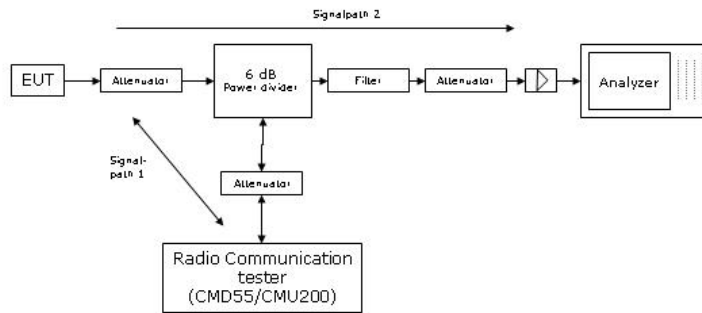 Signalpath 2
EUT
Attenuator
6 dB
Power divider
Filter
Attenuator
Analyzer
Signal-
path 1
Attenuator
Radio Communication
tester
(CMD55/CMU200)